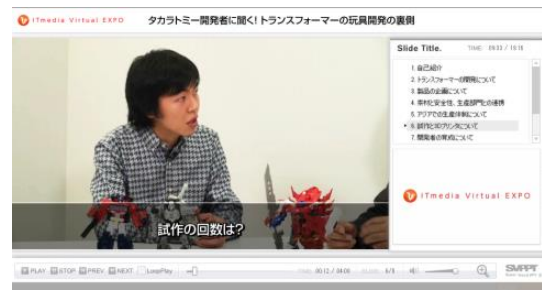 ITmedia Virtual EXPO
タカラトミー開発者に聞く! トランスフォーマーの玩具開発の裏側
Slide Title.
TIME:
1. 自己紹介
2. トランスフォーマーの開発について
3. 製品の企画について
4. 素材と安全性、生産部門との連携
5. アジアでの生産体制について
6. 試作と3Dプリンタについて
7. 開発者の育成について
試作の回数は?
ITmedia Virtual EXPO
PLAY STOP PREV NEXT LoopPlay